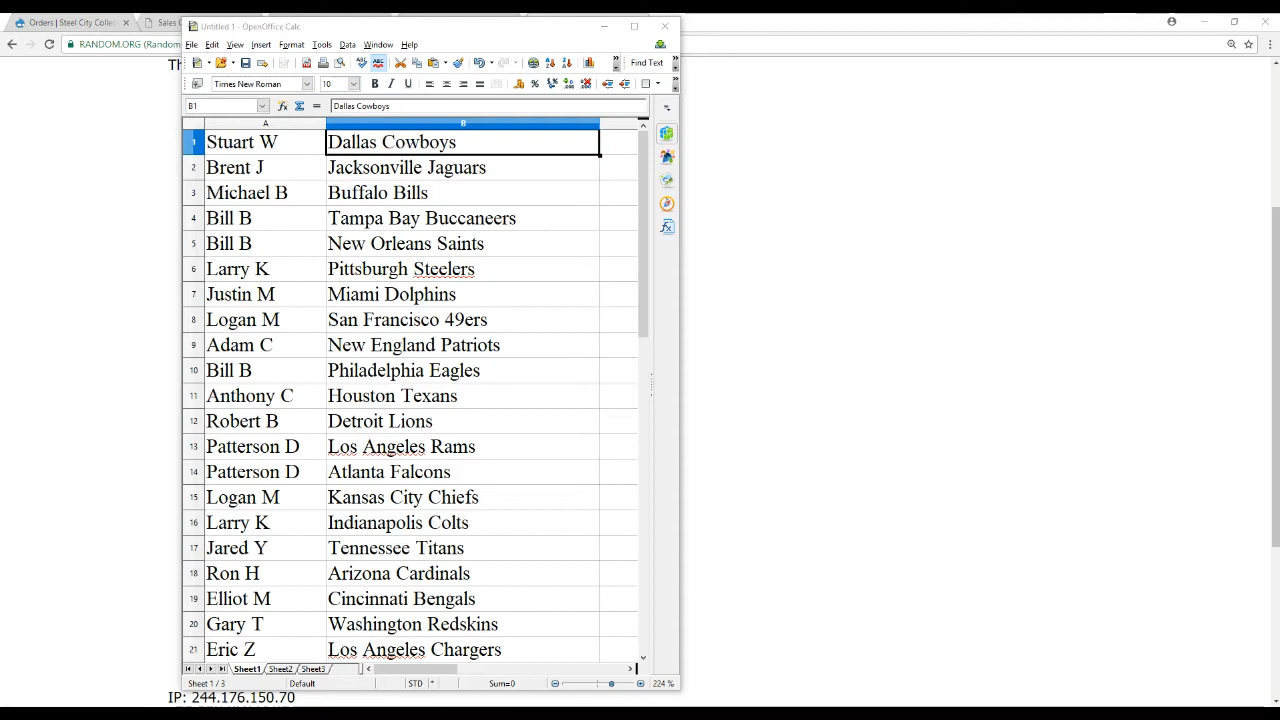 Orders | Steel City Colle
Sales O
Untitled 1 - OpenOffice Calc
RANDOM.ORG (Random
File Edit View Insert Format Tools Data Window Help
Th
Find Text
Times New Roman 10
B1 Dallas Cowboys
A B
1 Stuart W Dallas Cowboys
2 Brent J Jacksonville Jaguars
3 Michael B Buffalo Bills
4 Bill B Tampa Bay Buccaneers
5 Bill B New Orleans Saints
6 Larry K Pittsburgh Steelers
7 Justin M Miami Dolphins
8 Logan M San Francisco 49ers
9 Adam C New England Patriots
10 Bill B Philadelphia Eagles
11 Anthony C Houston Texans
12 Robert B Detroit Lions
13 Patterson D Los Angeles Rams
14 Patterson D Atlanta Falcons
15 Logan M Kansas City Chiefs
16 Larry K Indianapolis Colts
17 Jared Y Tennessee Titans
18 Ron H Arizona Cardinals
19 Elliot M Cincinnati Bengals
20 Gary T Washington Redskins
21 Eric Z Los Angeles Chargers
Sheet1 Sheet2 Sheet3
Sheet 1 / 3 Default STD * Sum=0 224 %
IP: 244.176.150.70